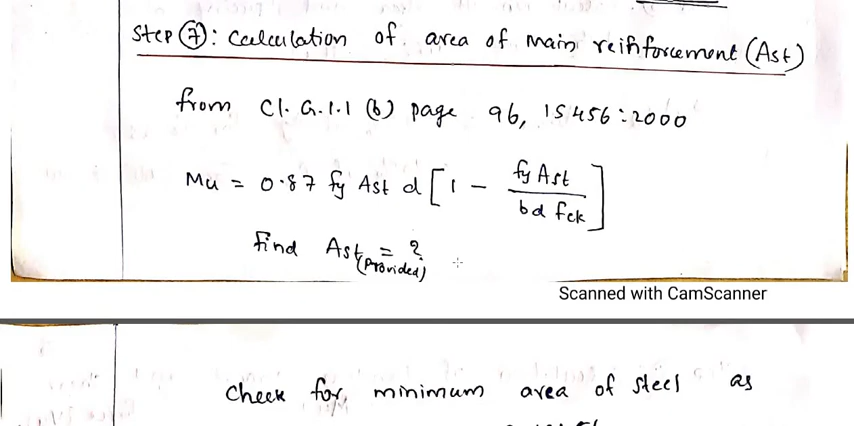 Step ⑦: Calculation of area of main reinforcement (Ast)
from Cl. G.1.1 (b) page 96, IS 456:2000
Mu = 0.87 fy Ast d [1 - fy Ast / bd fck]
Find Ast = ?
(Provided)
Scanned with CamScanner
Check for, minimum area of steel as